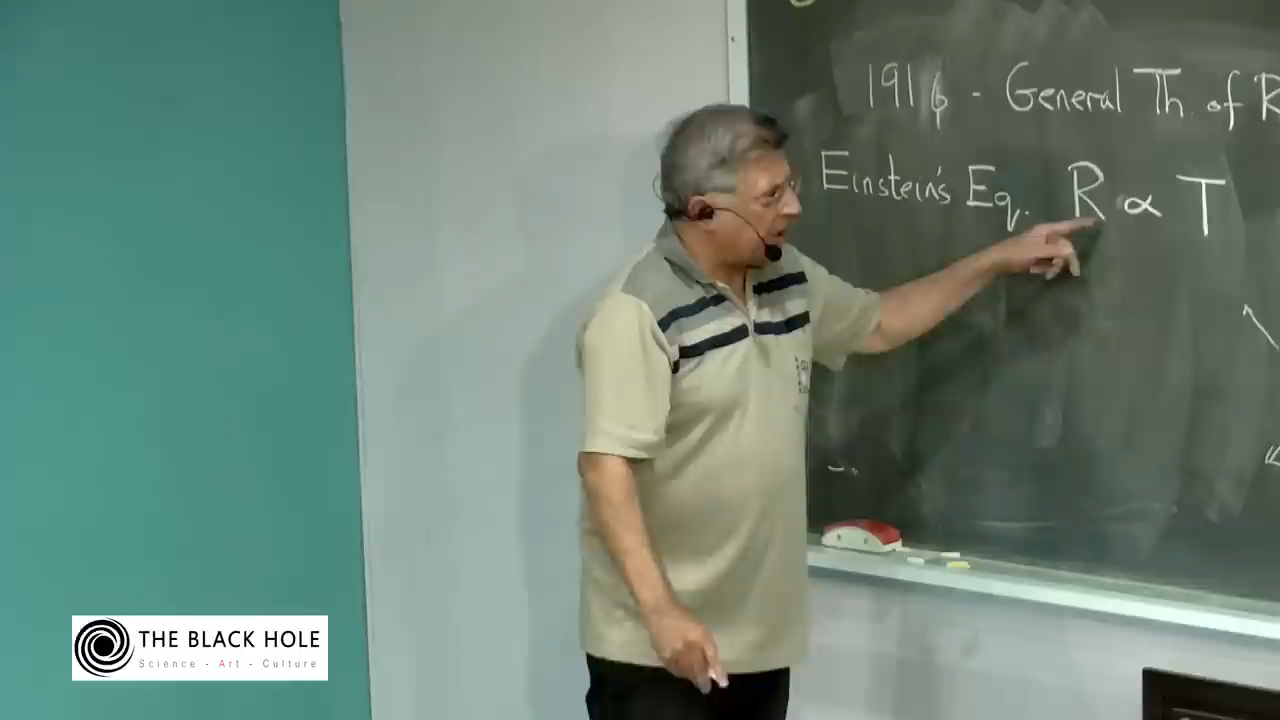 1916 - General Th. of R
Einstein's Eq. R ∝ T
THE BLACK HOLE
Science - Art - Culture